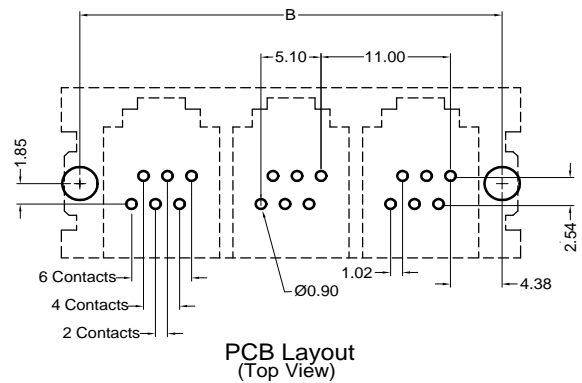 B
5.10
11.00
1.85
2.54
1.02
4.38
6 Contacts
4 Contacts
2 Contacts
Ø0.90
PCB Layout
(Top View)